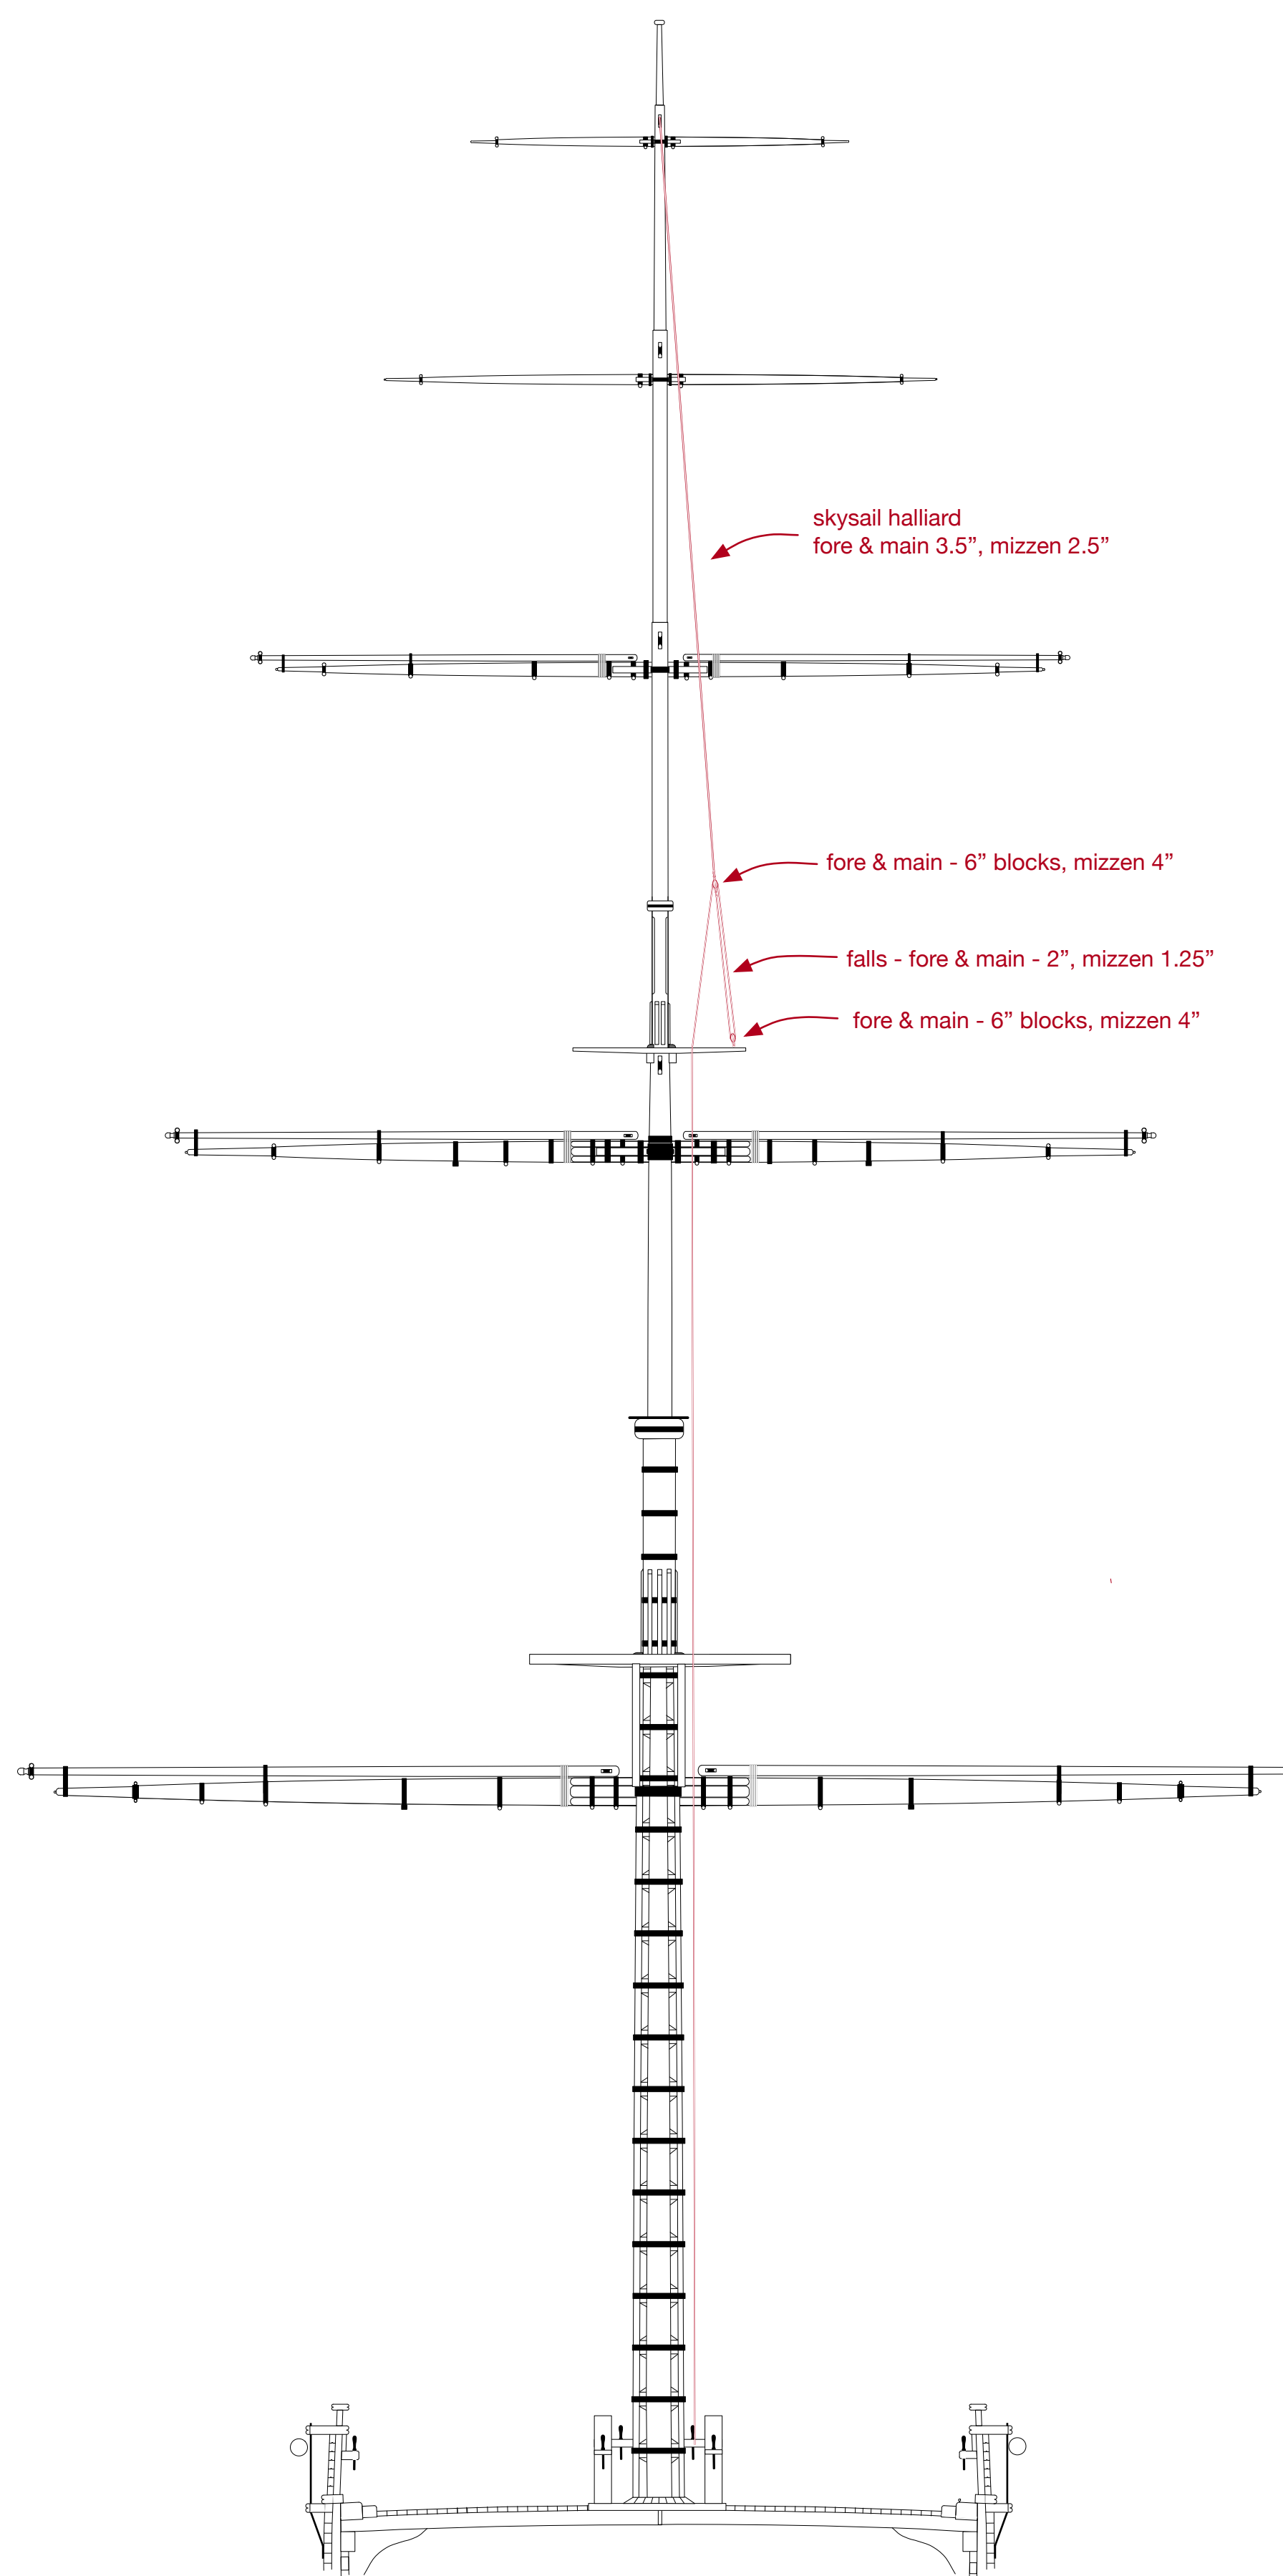 skysail halliard
fore & main 3.5”, mizzen 2.5”
fore & main - 6” blocks, mizzen 4”
falls - fore & main - 2”, mizzen 1.25”
fore & main - 6” blocks, mizzen 4”